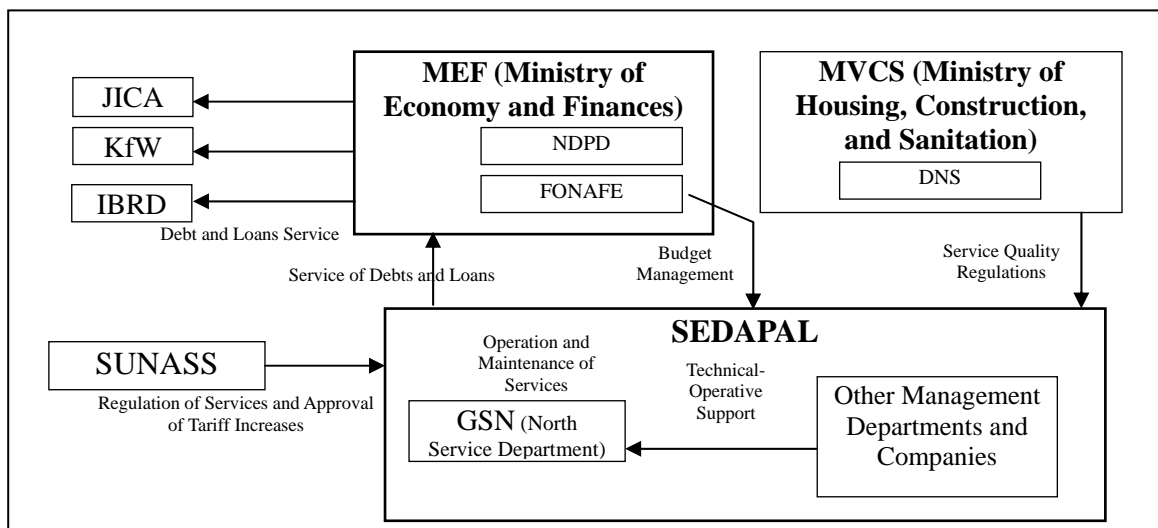 JICA
KfW
IBRD
Debt and Loans Service
MEF (Ministry of
Economy and Finances)
NDPD
FONAFE
MVCS (Ministry of
Housing, Construction,
and Sanitation)
DNS
Service of Debts and Loans
Budget
Management
Service Quality
Regulations
SUNASS
Regulation of Services and Approval
of Tariff Increases
SEDAPAL
Operation and
Maintenance of
Services
GSN (North
Service Department)
Technical-
Operative
Support
Other Management
Departments and
Companies